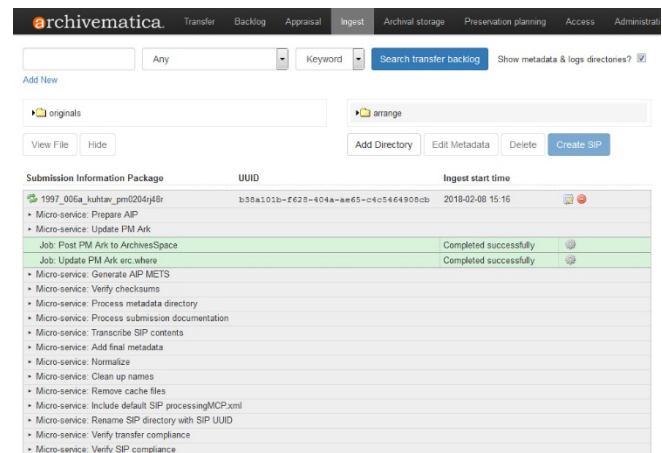 archivematica. Transfer Backlog Appraisal Ingest Archival storage Preservation planning Access Administrati
Any Keyword Search transfer backlog Show metadata & logs directories?
Add New
originals arrange
View File Hide Add Directory Edit Metadata Delete Create SIP
Submission Information Package UUID Ingest start time
1997_006a_kuhtav_pm0204rj48r b38a101b-f628-404a-ae65-c4c5464908cb 2018-02-08 15:16
Micro-service: Prepare AIP
Micro-service: Update PM Ark
Job: Post PM Ark to ArchivesSpace Completed successfully
Job: Update PM Ark erc.where Completed successfully
Micro-service: Generate AIP METS
Micro-service: Verify checksums
Micro-service: Process metadata directory
Micro-service: Process submission documentation
Micro-service: Transcribe SIP contents
Micro-service: Add final metadata
Micro-service: Normalize
Micro-service: Clean up names
Micro-service: Remove cache files
Micro-service: Include default SIP processingMCP.xml
Micro-service: Rename SIP directory with SIP UUID
Micro-service: Verify transfer compliance
Micro-service: Verify SIP compliance